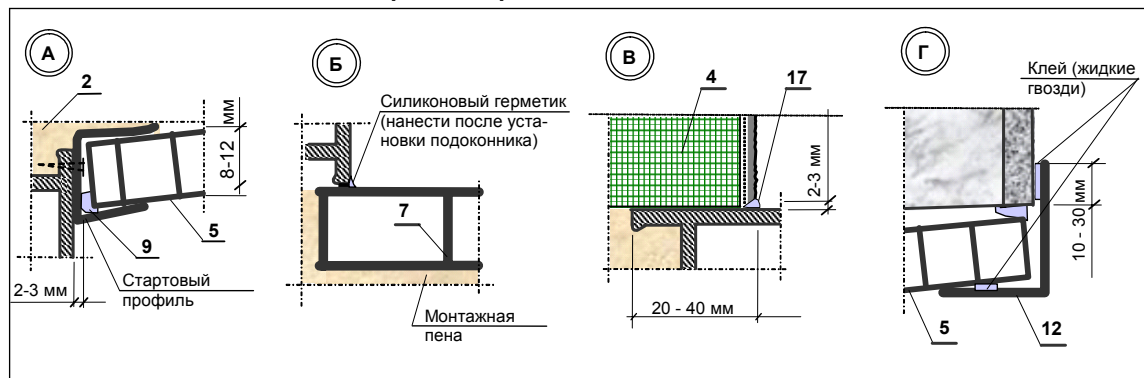 А
2
8-12 мм
5
9
2-3 мм
Стартовый
профиль
Б
Силиконовый герметик
(нанести после уста-
новки подоконника)
7
Монтажная
пена
В
4
17
2-3 мм
20 - 40 мм
Г
Клей (жидкие
гвозди)
10 - 30 мм
5
12